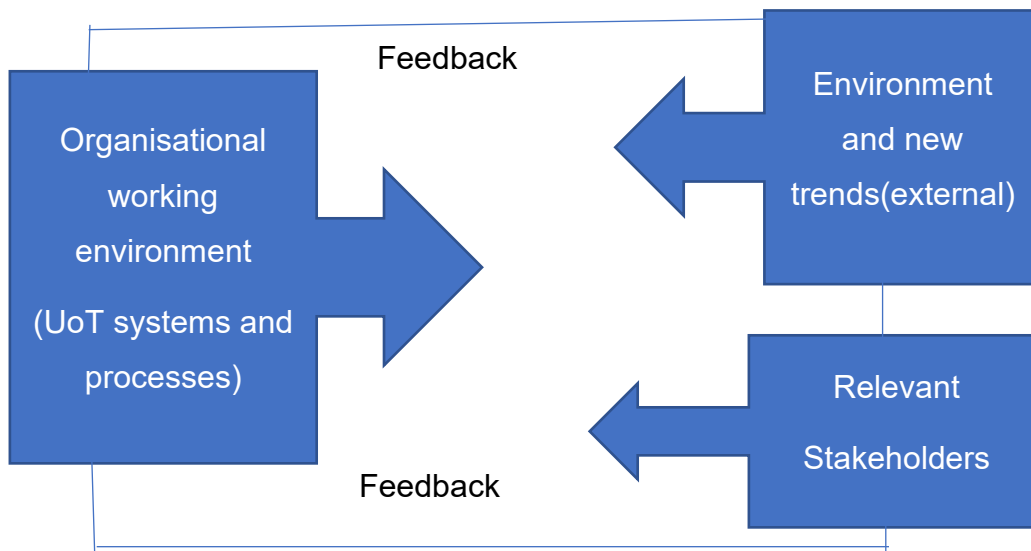 Feedback
Organisational
working
environment
(UoT systems and
processes)
Environment
and new
trends(external)
Relevant
Stakeholders
Feedback